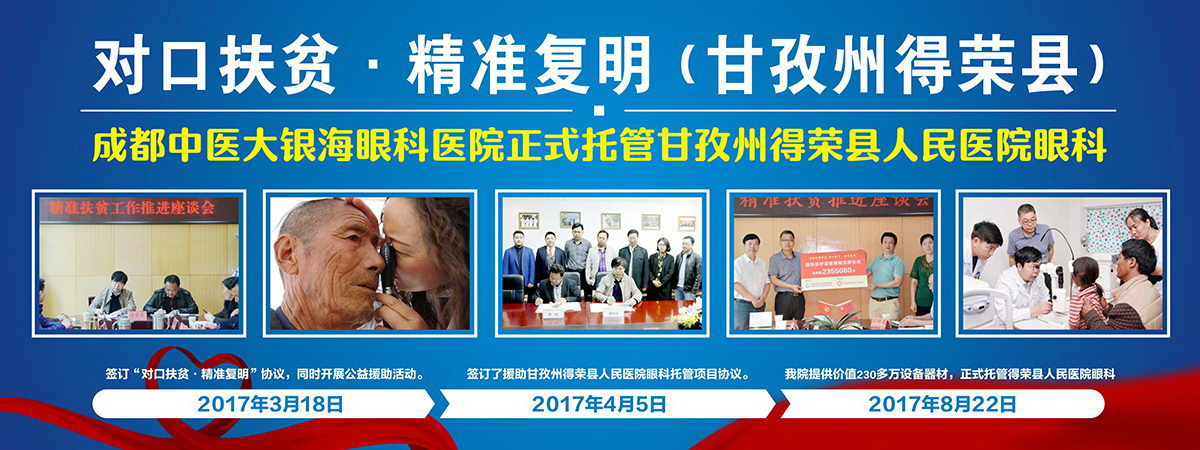 对口扶贫·精准复明(甘孜州得荣县)
成都中医大银海眼科医院正式托管甘孜州得荣县人民医院眼科
精准扶贫工作推进座谈会
精准扶贫推进座谈会
2355080
签订“对口扶贫·精准复明”协议,同时开展公益援助活动。
签订了援助甘孜州得荣县人民医院眼科托管项目协议。
我院提供价值230多万设备器材,正式托管得荣县人民医院眼科
2017年3月18日
2017年4月5日
2017年8月22日